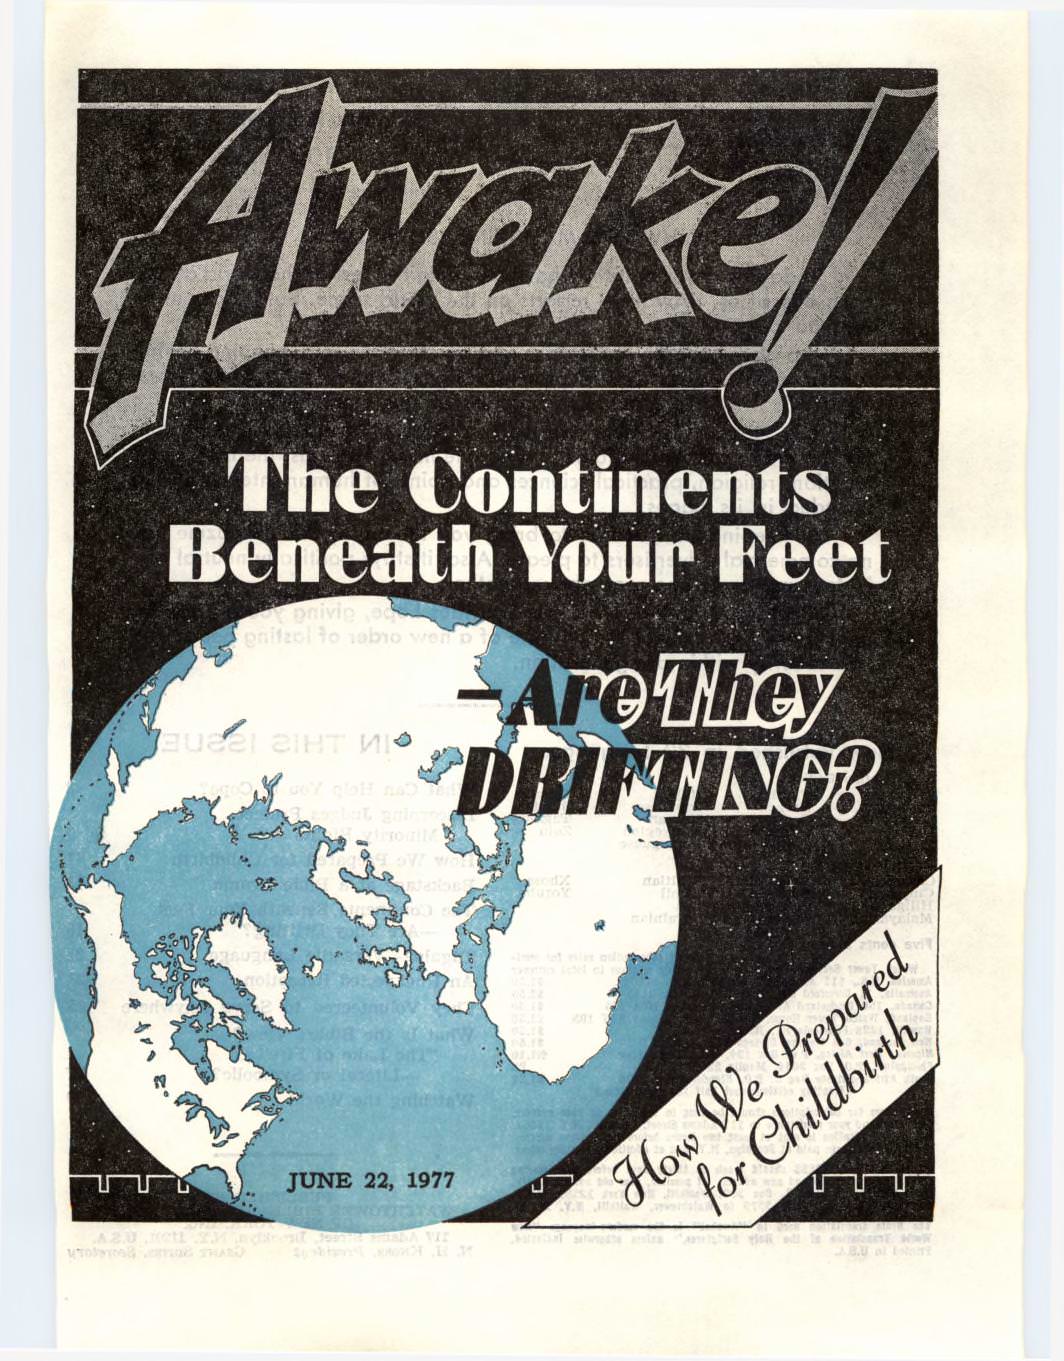 Awake!
The Continents
Beneath Your Feet
—Are They
DRIFTING?
How We Prepared
for Childbirth
JUNE 22, 1977